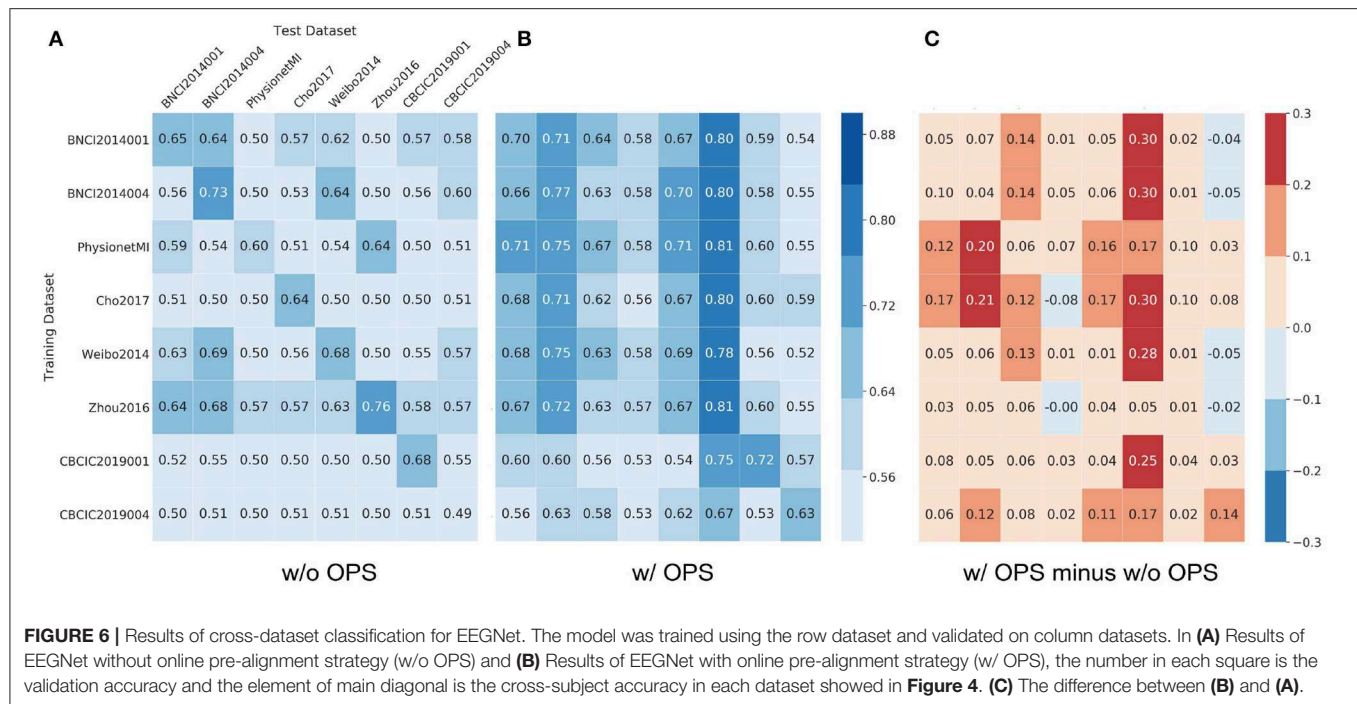 A
Test Dataset
B
C
BNCI2014001
BNCI2014004
PhysionetMI
Cho2017
Weibo2014
Zhou2016
CBCIC2019001
CBCIC2019004
Training Dataset
BNCI2014001 0.65 0.64 0.50 0.57 0.62 0.50 0.57 0.58
BNCI2014004 0.56 0.73 0.50 0.53 0.64 0.50 0.56 0.60
PhysionetMI 0.59 0.54 0.60 0.51 0.54 0.64 0.50 0.51
Cho2017 0.51 0.50 0.50 0.64 0.50 0.50 0.50 0.51
Weibo2014 0.63 0.69 0.50 0.56 0.68 0.50 0.55 0.57
Zhou2016 0.64 0.68 0.57 0.57 0.63 0.76 0.58 0.57
CBCIC2019001 0.52 0.55 0.50 0.50 0.50 0.50 0.68 0.55
CBCIC2019004 0.50 0.51 0.50 0.51 0.51 0.50 0.51 0.49
w/o OPS
0.70 0.71 0.64 0.58 0.67 0.80 0.59 0.54
0.66 0.77 0.63 0.58 0.70 0.80 0.58 0.55
0.71 0.75 0.67 0.58 0.71 0.81 0.60 0.55
0.68 0.71 0.62 0.56 0.67 0.80 0.60 0.59
0.68 0.75 0.63 0.58 0.69 0.78 0.56 0.52
0.67 0.72 0.63 0.57 0.67 0.81 0.60 0.55
0.60 0.60 0.56 0.53 0.54 0.75 0.72 0.57
0.56 0.63 0.58 0.53 0.62 0.67 0.53 0.63
w/ OPS
0.88
0.80
0.72
0.64
0.56
0.05 0.07 0.14 0.01 0.05 0.30 0.02 -0.04
0.10 0.04 0.14 0.05 0.06 0.30 0.01 -0.05
0.12 0.20 0.06 0.07 0.16 0.17 0.10 0.03
0.17 0.21 0.12 -0.08 0.17 0.30 0.10 0.08
0.05 0.06 0.13 0.01 0.01 0.28 0.01 -0.05
0.03 0.05 0.06 -0.00 0.04 0.05 0.01 -0.02
0.08 0.05 0.06 0.03 0.04 0.25 0.04 0.03
0.06 0.12 0.08 0.02 0.11 0.17 0.02 0.14
w/ OPS minus w/o OPS
0.3
0.2
0.1
0.0
-0.1
-0.2
-0.3
FIGURE 6 | Results of cross-dataset classification for EEGNet. The model was trained using the row dataset and validated on column datasets. In (A) Results of
EEGNet without online pre-alignment strategy (w/o OPS) and (B) Results of EEGNet with online pre-alignment strategy (w/ OPS), the number in each square is the
validation accuracy and the element of main diagonal is the cross-subject accuracy in each dataset showed in Figure 4. (C) The difference between (B) and (A).